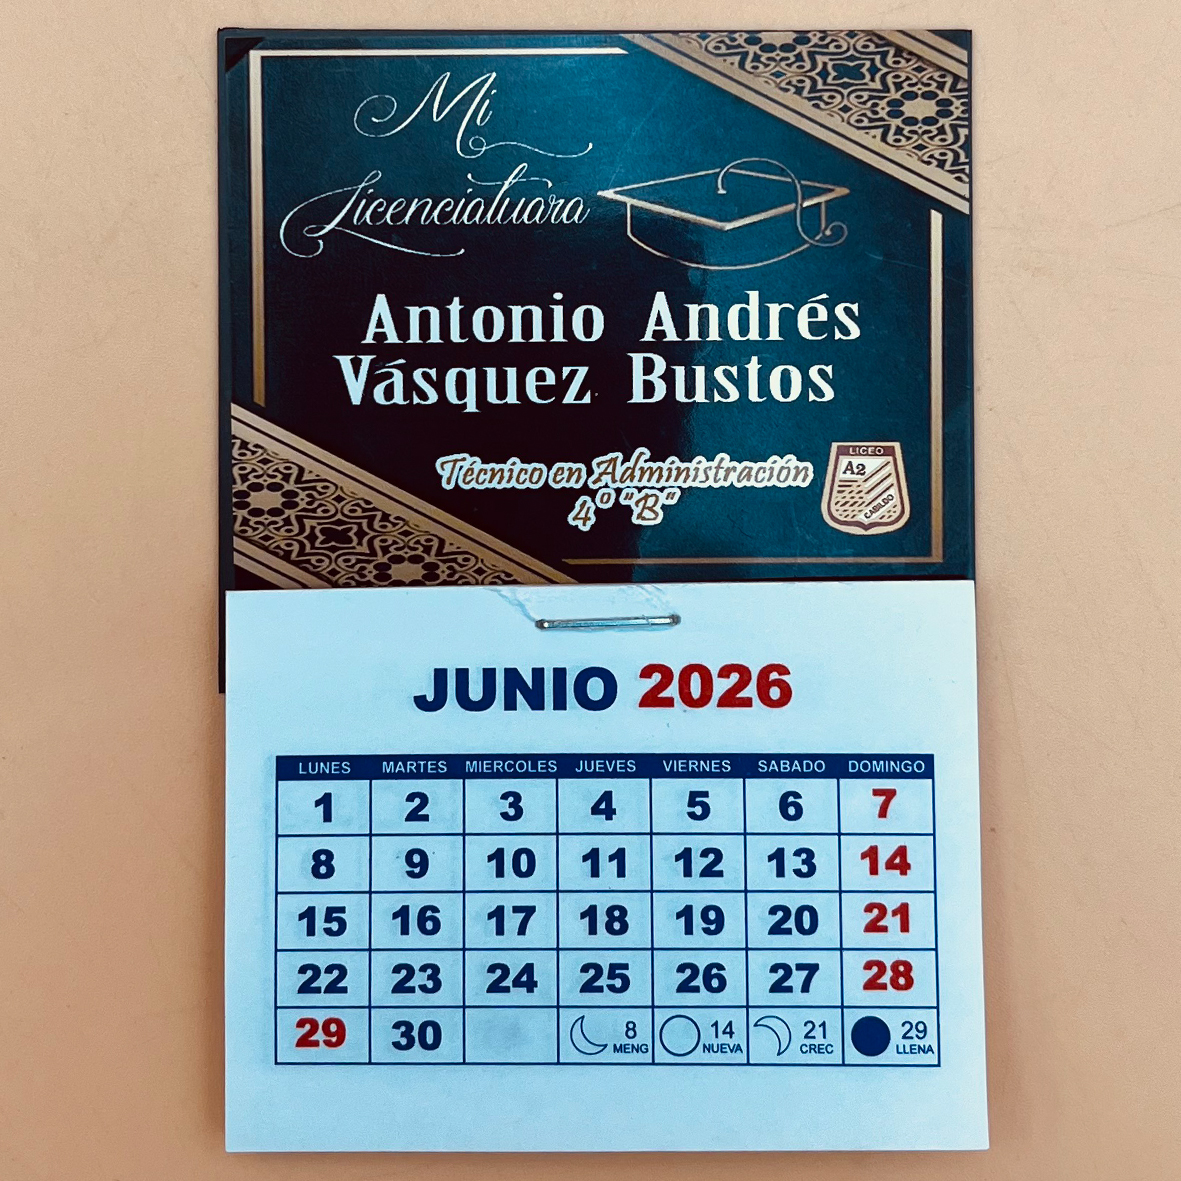 Mi
Licenciatuara
Antonio Andrés
Vásquez Bustos
Técnico en Administración
4° "B"
LICEO
A2
CABILDO
JUNIO 2026
LUNES MARTES MIERCOLES JUEVES VIERNES SABADO DOMINGO
1 2 3 4 5 6 7
8 9 10 11 12 13 14
15 16 17 18 19 20 21
22 23 24 25 26 27 28
29 30 8 MENG 14 NUEVA 21 CREC 29 LLENA